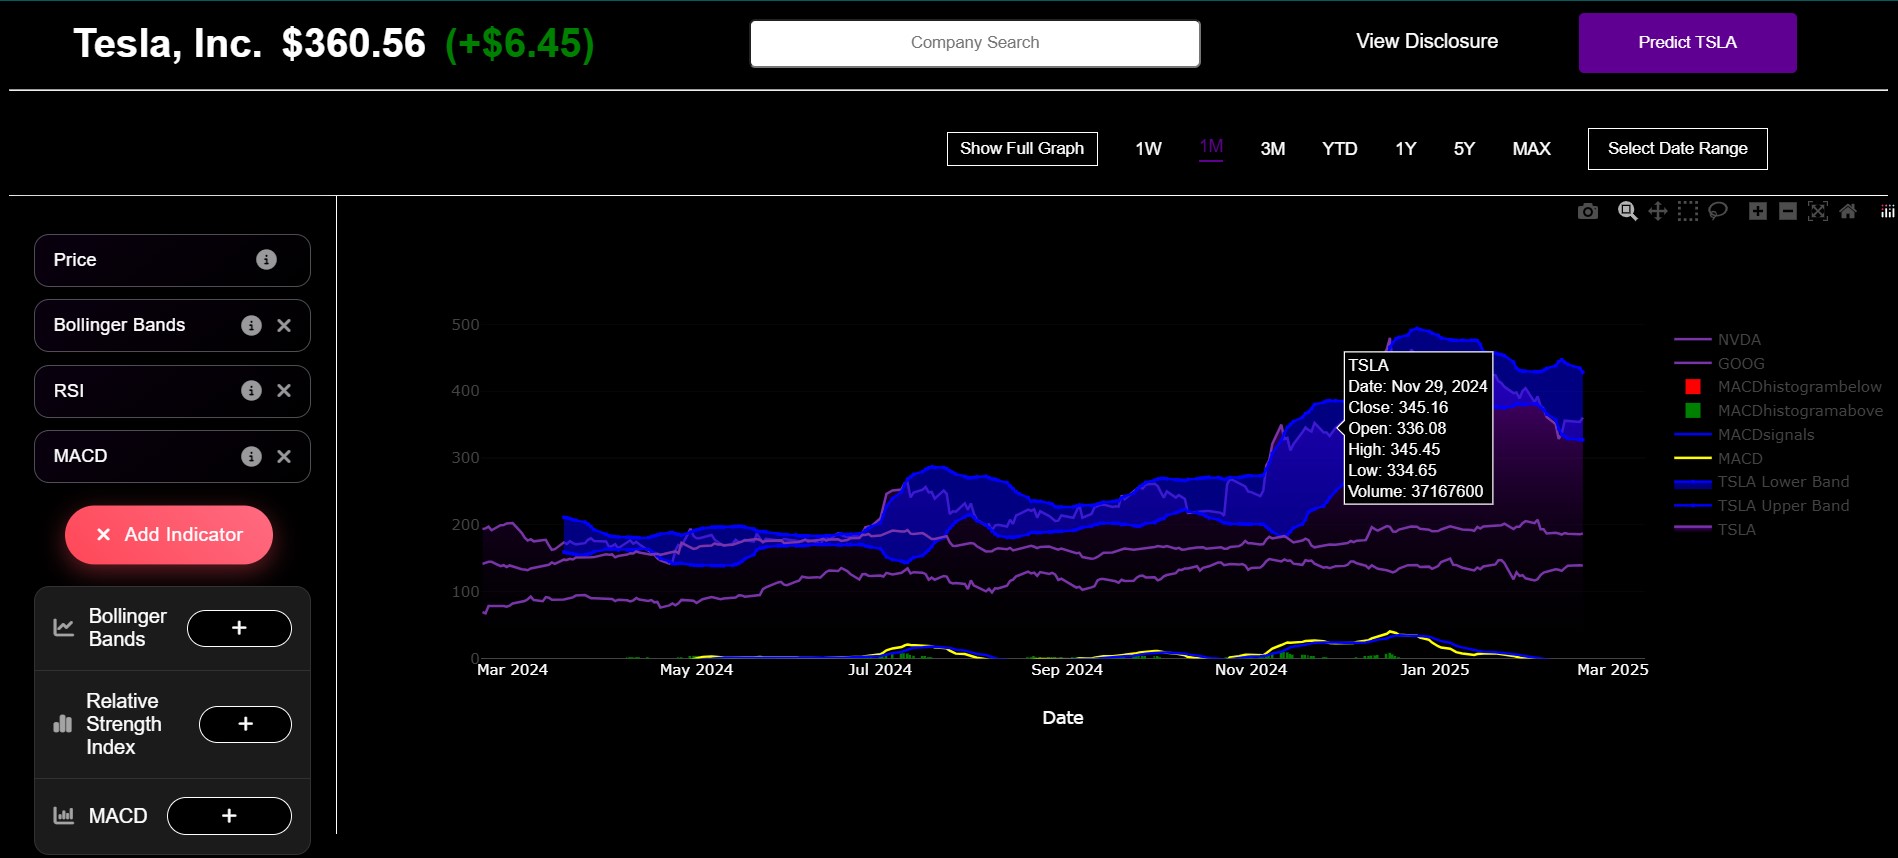 Tesla, Inc. $360.56 (+$6.45)
Company Search
View Disclosure
Predict TSLA
Show Full Graph
1W
1M
3M
YTD
1Y
5Y
MAX
Select Date Range
Price
Bollinger Bands
RSI
MACD
Add Indicator
Bollinger
Bands
+
Relative
Strength
Index
+
MACD
+
500
400
300
200
100
0
Mar 2024
May 2024
Jul 2024
Sep 2024
Nov 2024
Jan 2025
Mar 2025
Date
TSLA
Date: Nov 29, 2024
Close: 345.16
Open: 336.08
High: 345.45
Low: 334.65
Volume: 37167600
NVDA
GOOG
MACDhistogrambelow
MACDhistogramabove
MACDsignals
MACD
TSLA Lower Band
TSLA Upper Band
TSLA